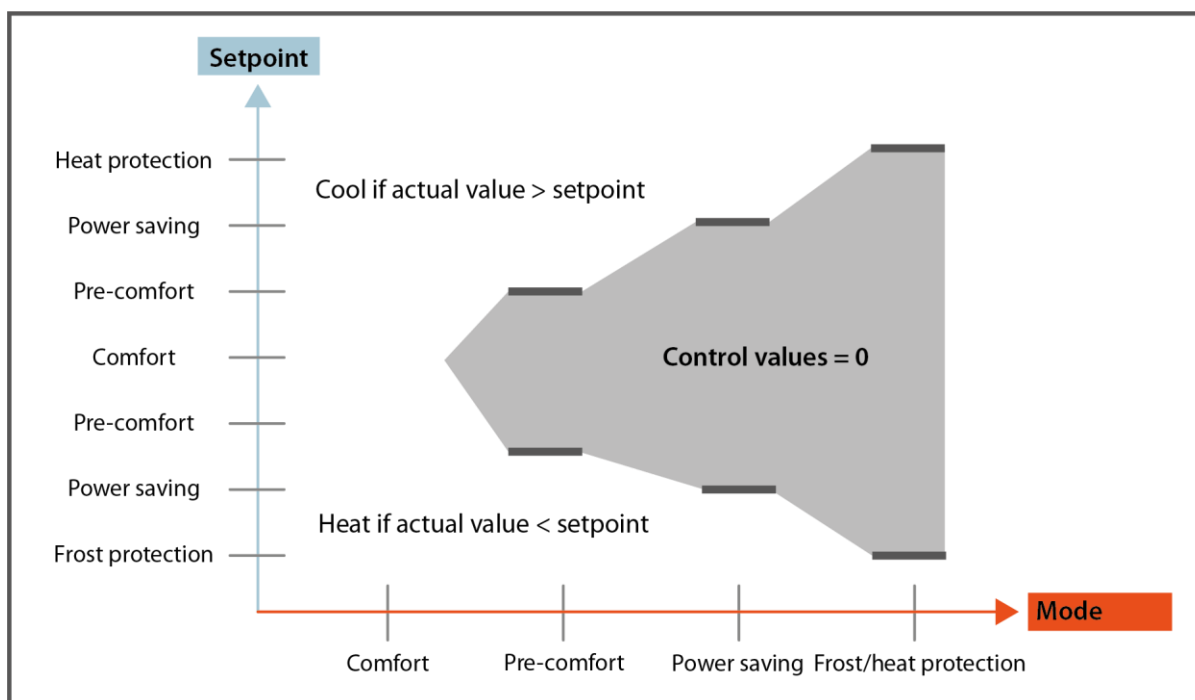 Setpoint
Heat protection
Cool if actual value > setpoint
Power saving
Pre-comfort
Comfort
Control values = 0
Pre-comfort
Power saving
Heat if actual value < setpoint
Frost protection
Mode
Comfort
Pre-comfort
Power saving
Frost/heat protection